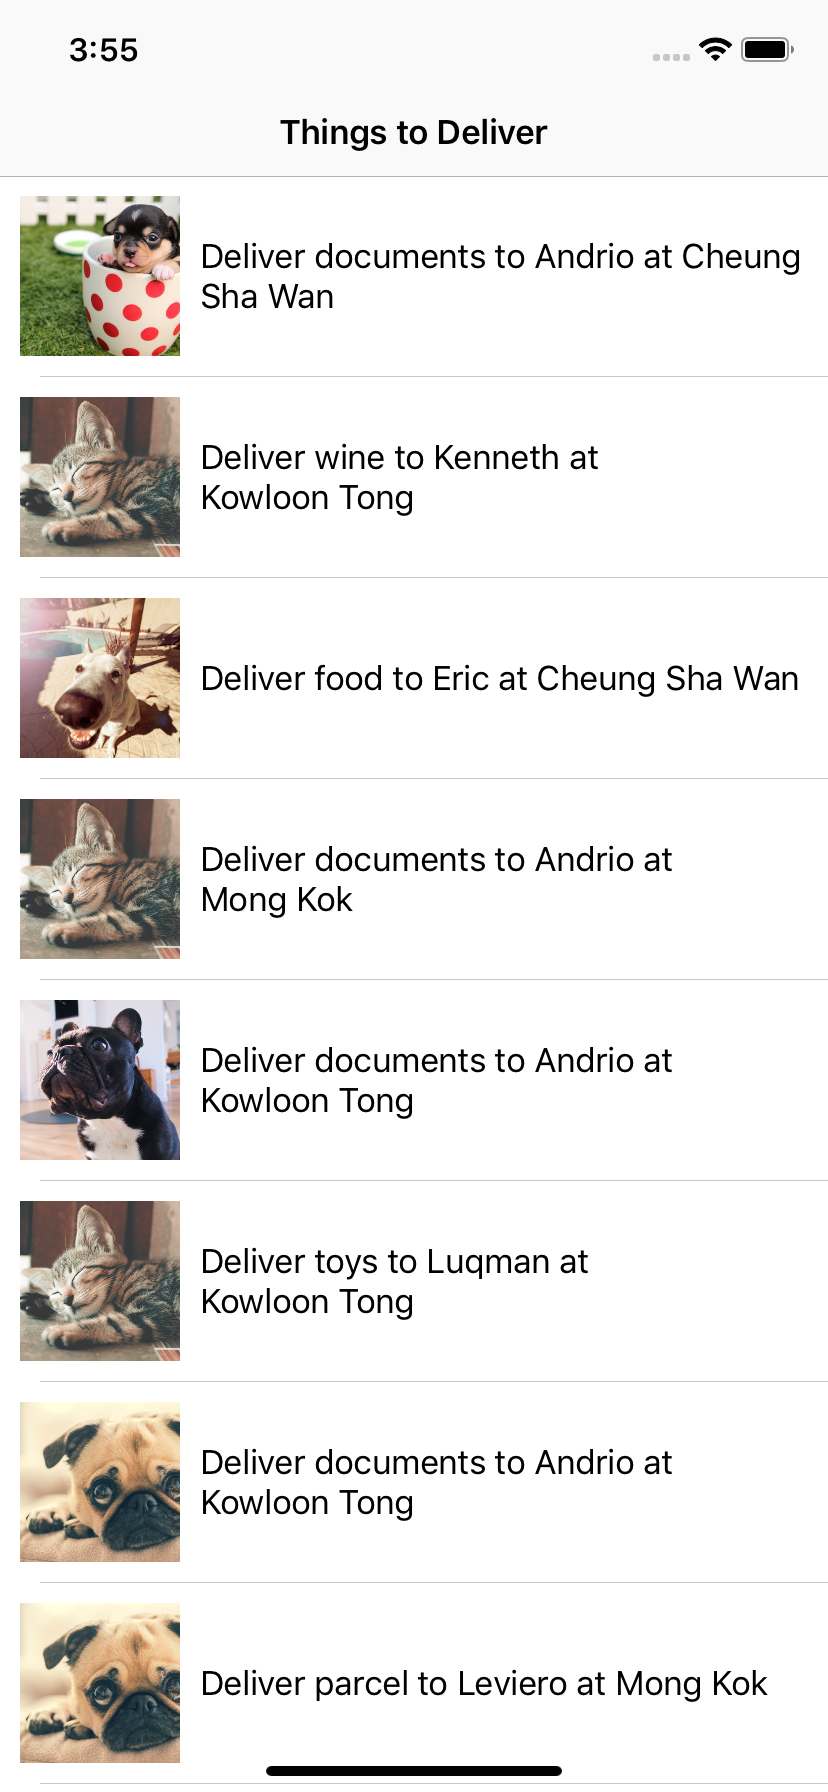 3:55
Things to Deliver
Deliver documents to Andrio at Cheung
Sha Wan
Deliver wine to Kenneth at
Kowloon Tong
Deliver food to Eric at Cheung Sha Wan
Deliver documents to Andrio at
Mong Kok
Deliver documents to Andrio at
Kowloon Tong
Deliver toys to Luqman at
Kowloon Tong
Deliver documents to Andrio at
Kowloon Tong
Deliver parcel to Leviero at Mong Kok